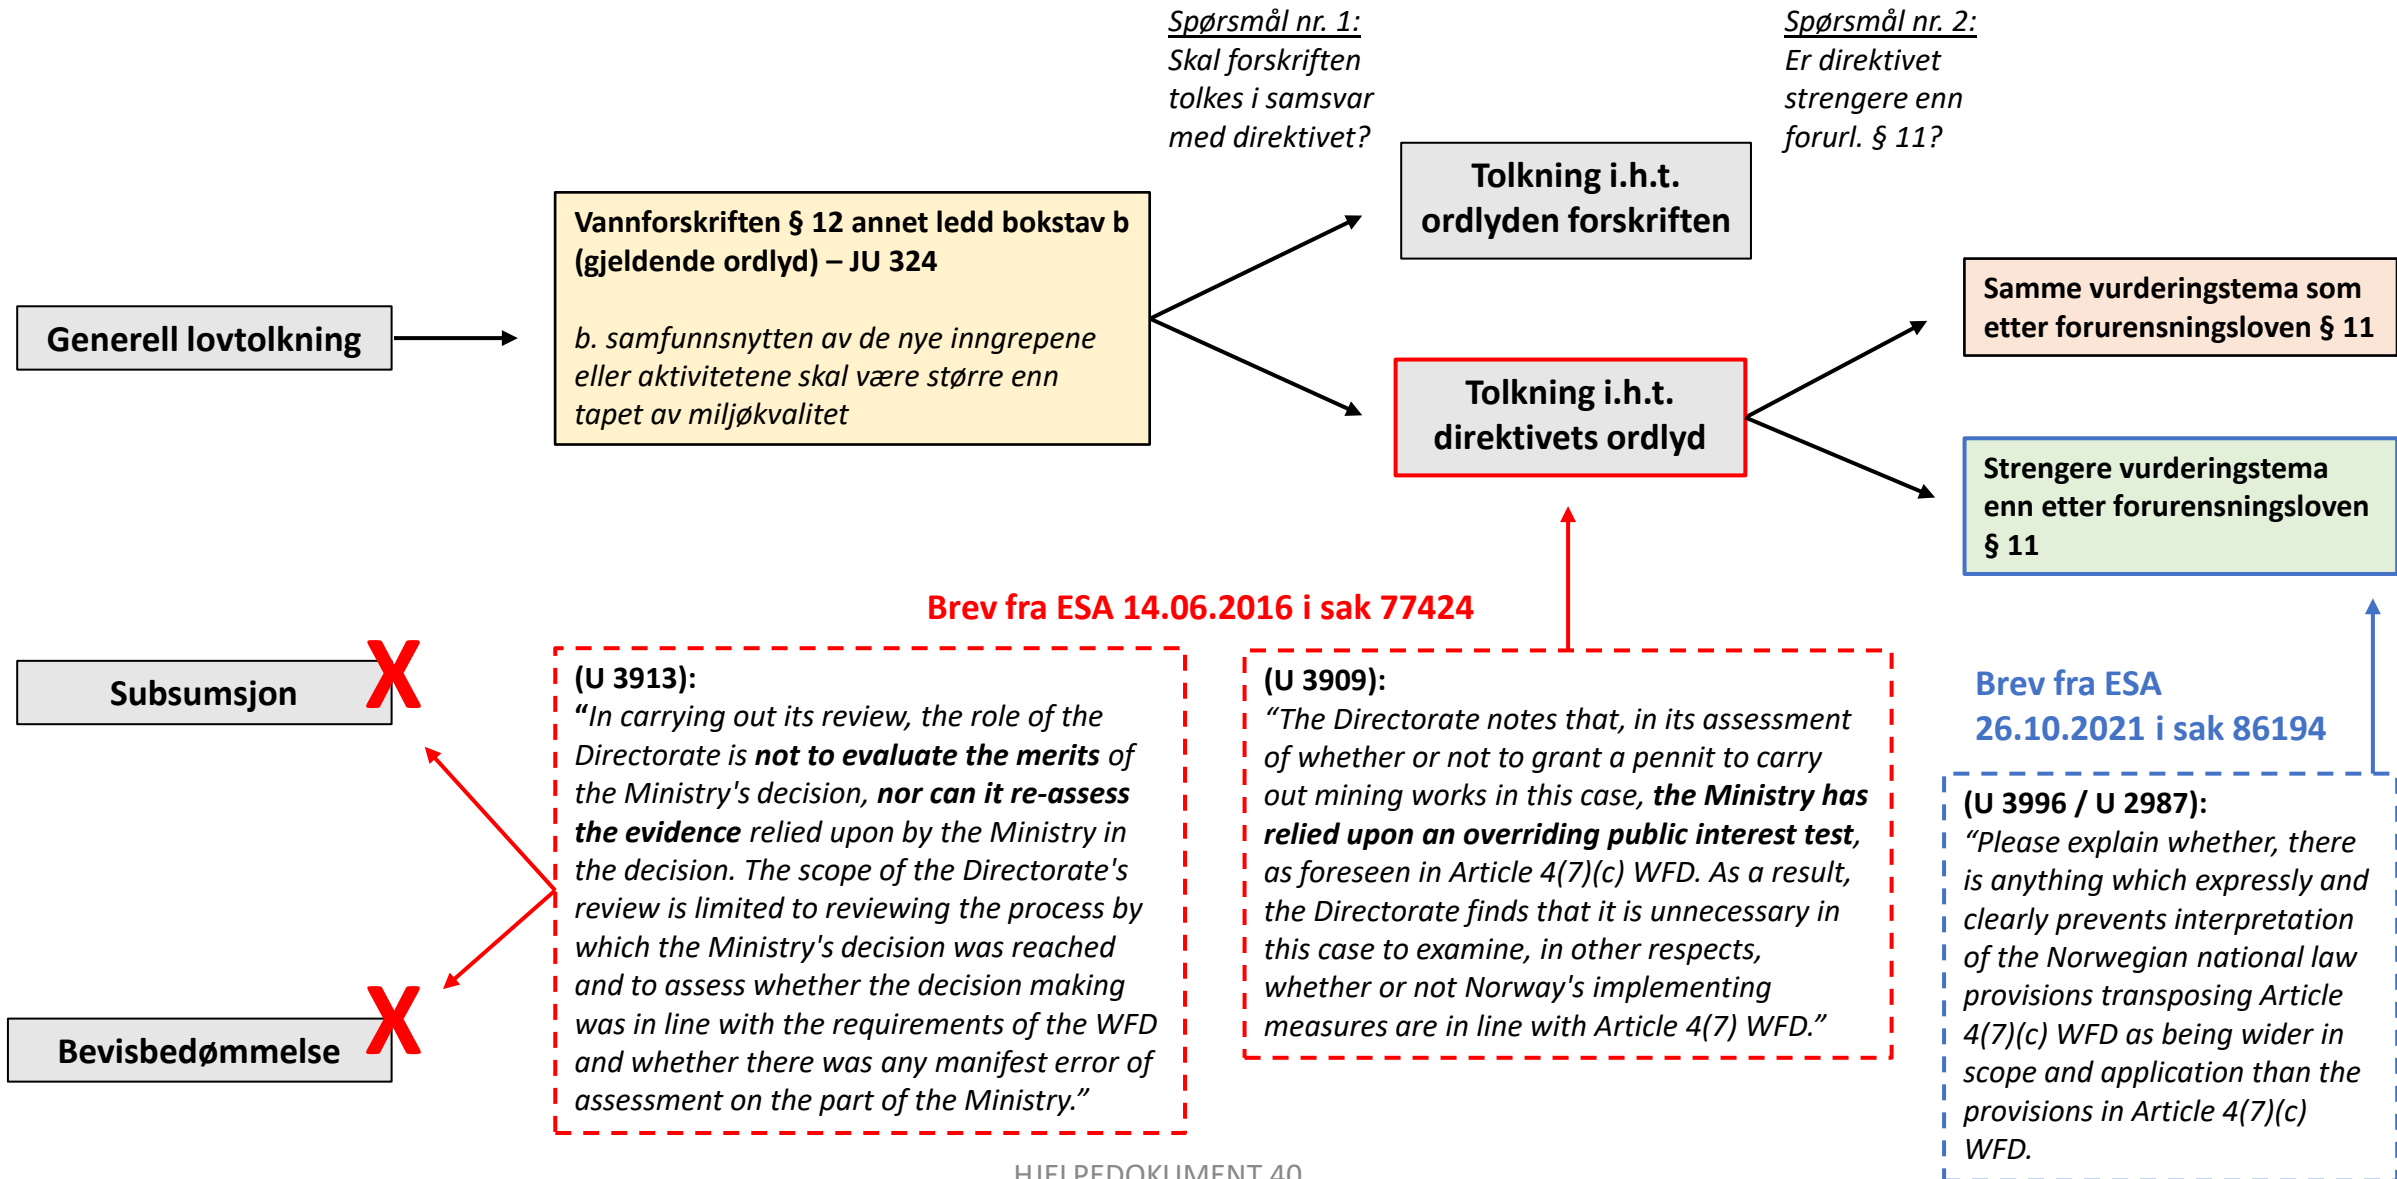 Spørsmål nr. 1:
Skal forskriften
tolkes i samsvar
med direktivet?
Spørsmål nr. 2:
Er direktivet
strengere enn
forurl. § 11?
Generell lovtolkning
Vannforskriften § 12 annet ledd bokstav b
(gjeldende ordlyd) – JU 324
b. samfunnsnytten av de nye inngrepene
eller aktivitetene skal være større enn
tapet av miljøkvalitet
Tolkning i.h.t.
ordlyden forskriften
Tolkning i.h.t.
direktivets ordlyd
Samme vurderingstema som
etter forurensningsloven § 11
Strengere vurderingstema
enn etter forurensningsloven
§ 11
Brev fra ESA 14.06.2016 i sak 77424
Subsumsjon
X
Bevisbedømmelse
X
(U 3913):
“In carrying out its review, the role of the
Directorate is not to evaluate the merits of
the Ministry's decision, nor can it re-assess
the evidence relied upon by the Ministry in
the decision. The scope of the Directorate's
review is limited to reviewing the process by
which the Ministry's decision was reached
and to assess whether the decision making
was in line with the requirements of the WFD
and whether there was any manifest error of
assessment on the part of the Ministry.”
(U 3909):
“The Directorate notes that, in its assessment
of whether or not to grant a pennit to carry
out mining works in this case, the Ministry has
relied upon an overriding public interest test,
as foreseen in Article 4(7)(c) WFD. As a result,
the Directorate finds that it is unnecessary in
this case to examine, in other respects,
whether or not Norway's implementing
measures are in line with Article 4(7) WFD.”
Brev fra ESA
26.10.2021 i sak 86194
(U 3996 / U 2987):
“Please explain whether, there
is anything which expressly and
clearly prevents interpretation
of the Norwegian national law
provisions transposing Article
4(7)(c) WFD as being wider in
scope and application than the
provisions in Article 4(7)(c)
WFD.
HJELPEDOKUMENT 40